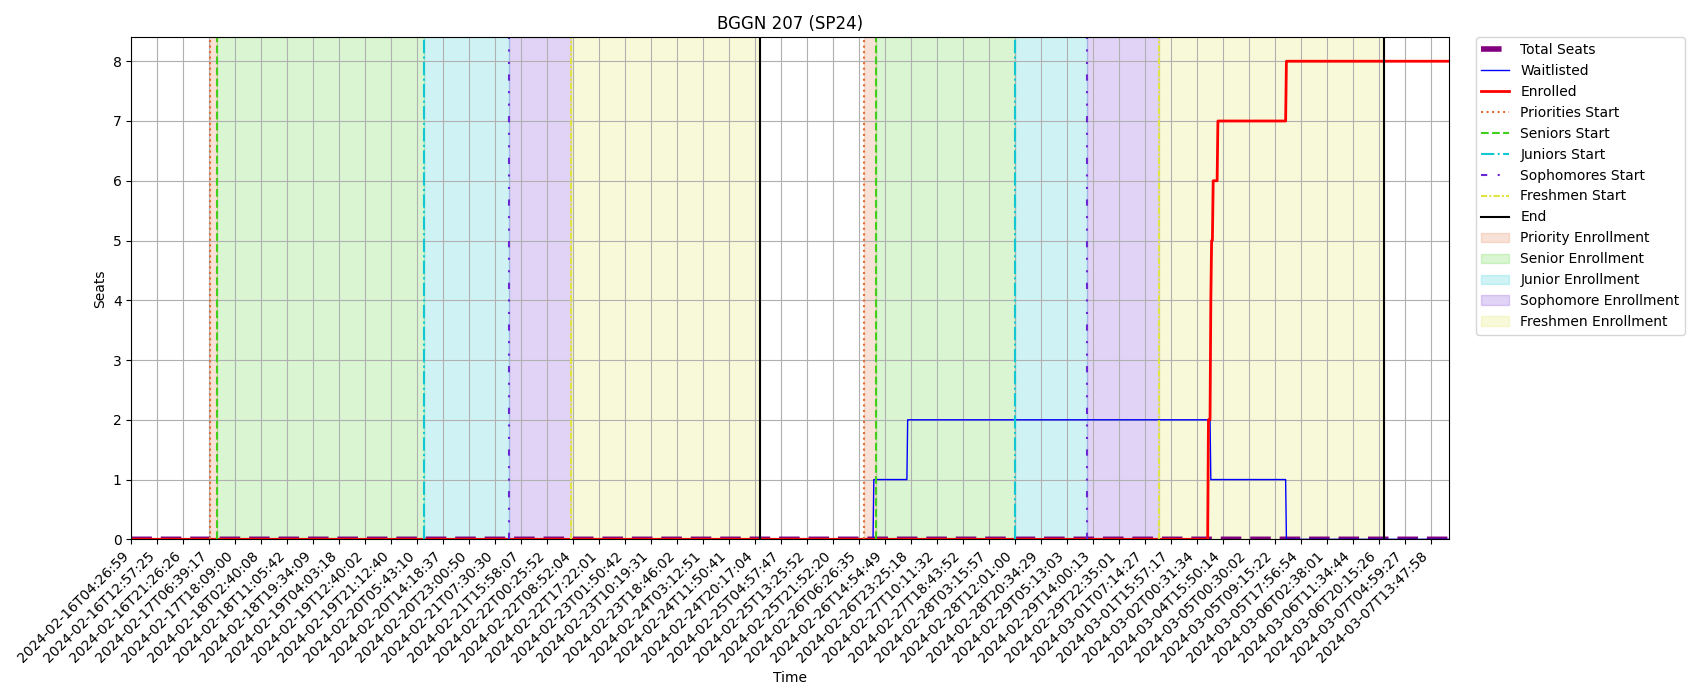 BGGN 207 (SP24)
Seats
8
7
6
5
4
3
2
1
0
2024-02-16T04:26:59
2024-02-16T12:57:25
2024-02-16T21:26:26
2024-02-17T06:39:17
2024-02-17T18:09:00
2024-02-18T02:40:08
2024-02-18T11:05:42
2024-02-18T19:34:09
2024-02-19T04:03:18
2024-02-19T12:40:02
2024-02-19T21:12:40
2024-02-20T05:43:10
2024-02-20T14:18:37
2024-02-20T23:00:50
2024-02-21T07:30:30
2024-02-21T15:58:07
2024-02-22T00:25:52
2024-02-22T08:52:04
2024-02-22T17:22:01
2024-02-23T01:50:42
2024-02-23T10:19:31
2024-02-23T18:46:02
2024-02-24T03:12:51
2024-02-24T11:50:41
2024-02-24T20:17:04
2024-02-25T04:57:47
2024-02-25T13:25:52
2024-02-25T21:52:20
2024-02-26T06:26:35
2024-02-26T14:54:49
2024-02-26T23:25:18
2024-02-27T10:11:32
2024-02-27T18:43:52
2024-02-28T03:15:57
2024-02-28T12:01:00
2024-02-28T20:34:29
2024-02-29T05:13:03
2024-02-29T14:00:13
2024-02-29T22:35:01
2024-03-01T07:14:27
2024-03-01T15:57:17
2024-03-02T00:31:34
2024-03-04T15:50:14
2024-03-05T00:30:02
2024-03-05T09:15:22
2024-03-05T17:56:54
2024-03-06T02:38:01
2024-03-06T11:34:44
2024-03-06T20:15:26
2024-03-07T04:59:27
2024-03-07T13:47:58
Time
Total Seats
Waitlisted
Enrolled
Priorities Start
Seniors Start
Juniors Start
Sophomores Start
Freshmen Start
End
Priority Enrollment
Senior Enrollment
Junior Enrollment
Sophomore Enrollment
Freshmen Enrollment